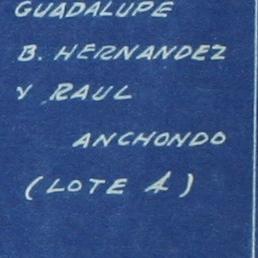 GUADALUPE
B. HERNANDEZ
Y RAUL
ANCHONDO
(LOTE 4)